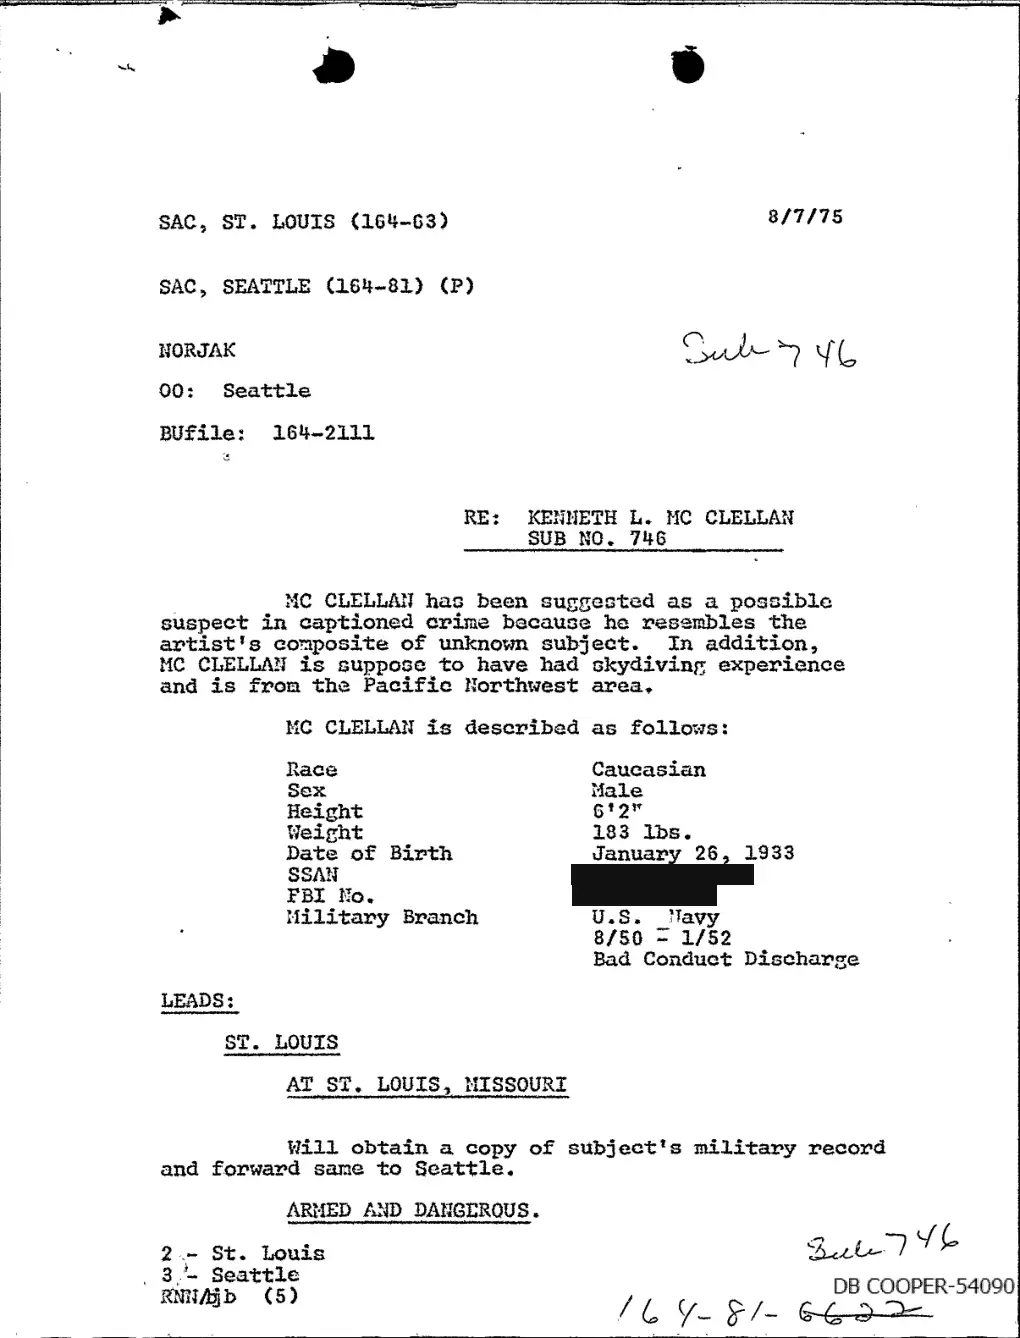 SAC, ST. LOUIS (164-63) 8/7/75
SAC, SEATTLE (164-81) (P)
NORJAK Sub 746
OO: Seattle
BUfile: 164-2111
RE: KENNETH L. MC CLELLAN
SUB NO. 746
MC CLELLAN has been suggested as a possible
suspect in captioned crime because he resembles the
artist's composite of unknown subject. In addition,
MC CLELLAN is suppose to have had skydiving experience
and is from the Pacific Northwest area.
MC CLELLAN is described as follows:
Race Caucasian
Sex Male
Height 6'2"
Weight 183 lbs.
Date of Birth January 26, 1933
SSAN
FBI No.
Military Branch U.S. Navy
8/50 - 1/52
Bad Conduct Discharge
LEADS:
ST. LOUIS
AT ST. LOUIS, MISSOURI
Will obtain a copy of subject's military record
and forward same to Seattle.
ARMED AND DANGEROUS.
2 - St. Louis
3 - Seattle
RNN/bjb (5)
Sub 746
DB COOPER-54090
164-81-6622